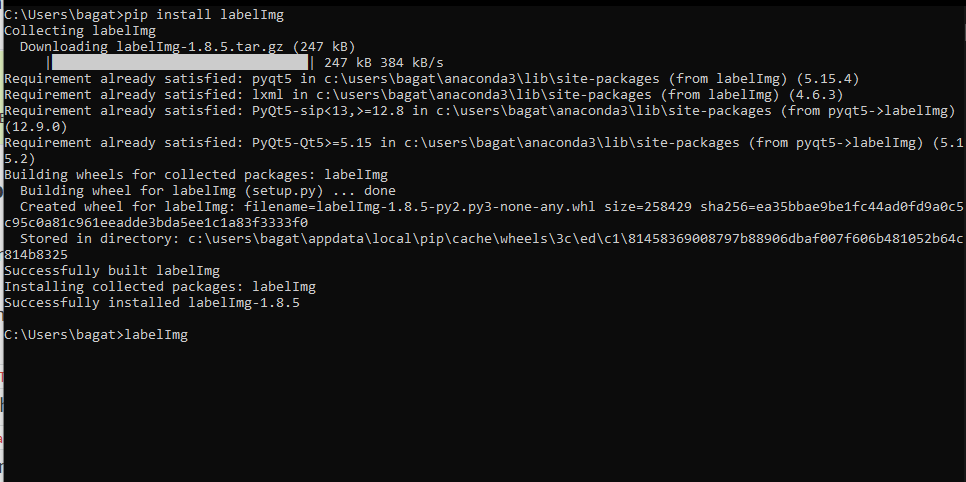 C:\Users\bagat>pip install labelImg
Collecting labelImg
  Downloading labelImg-1.8.5.tar.gz (247 kB)
     |████████████████████████████████| 247 kB 384 kB/s
Requirement already satisfied: pyqt5 in c:\users\bagat\anaconda3\lib\site-packages (from labelImg) (5.15.4)
Requirement already satisfied: lxml in c:\users\bagat\anaconda3\lib\site-packages (from labelImg) (4.6.3)
Requirement already satisfied: PyQt5-sip<13,>=12.8 in c:\users\bagat\anaconda3\lib\site-packages (from pyqt5->labelImg)
(12.9.0)
Requirement already satisfied: PyQt5-Qt5>=5.15 in c:\users\bagat\anaconda3\lib\site-packages (from pyqt5->labelImg) (5.1
5.2)
Building wheels for collected packages: labelImg
  Building wheel for labelImg (setup.py) ... done
  Created wheel for labelImg: filename=labelImg-1.8.5-py2.py3-none-any.whl size=258429 sha256=ea35bbae9be1fc44ad0fd9a0c5
c95c0a81c961eeadde3bda5ee1c1a83f3333f0
  Stored in directory: c:\users\bagat\appdata\local\pip\cache\wheels\3c\ed\c1\81458369008797b88906dbaf007f606b481052b64c
814b8325
Successfully built labelImg
Installing collected packages: labelImg
Successfully installed labelImg-1.8.5
C:\Users\bagat>labelImg